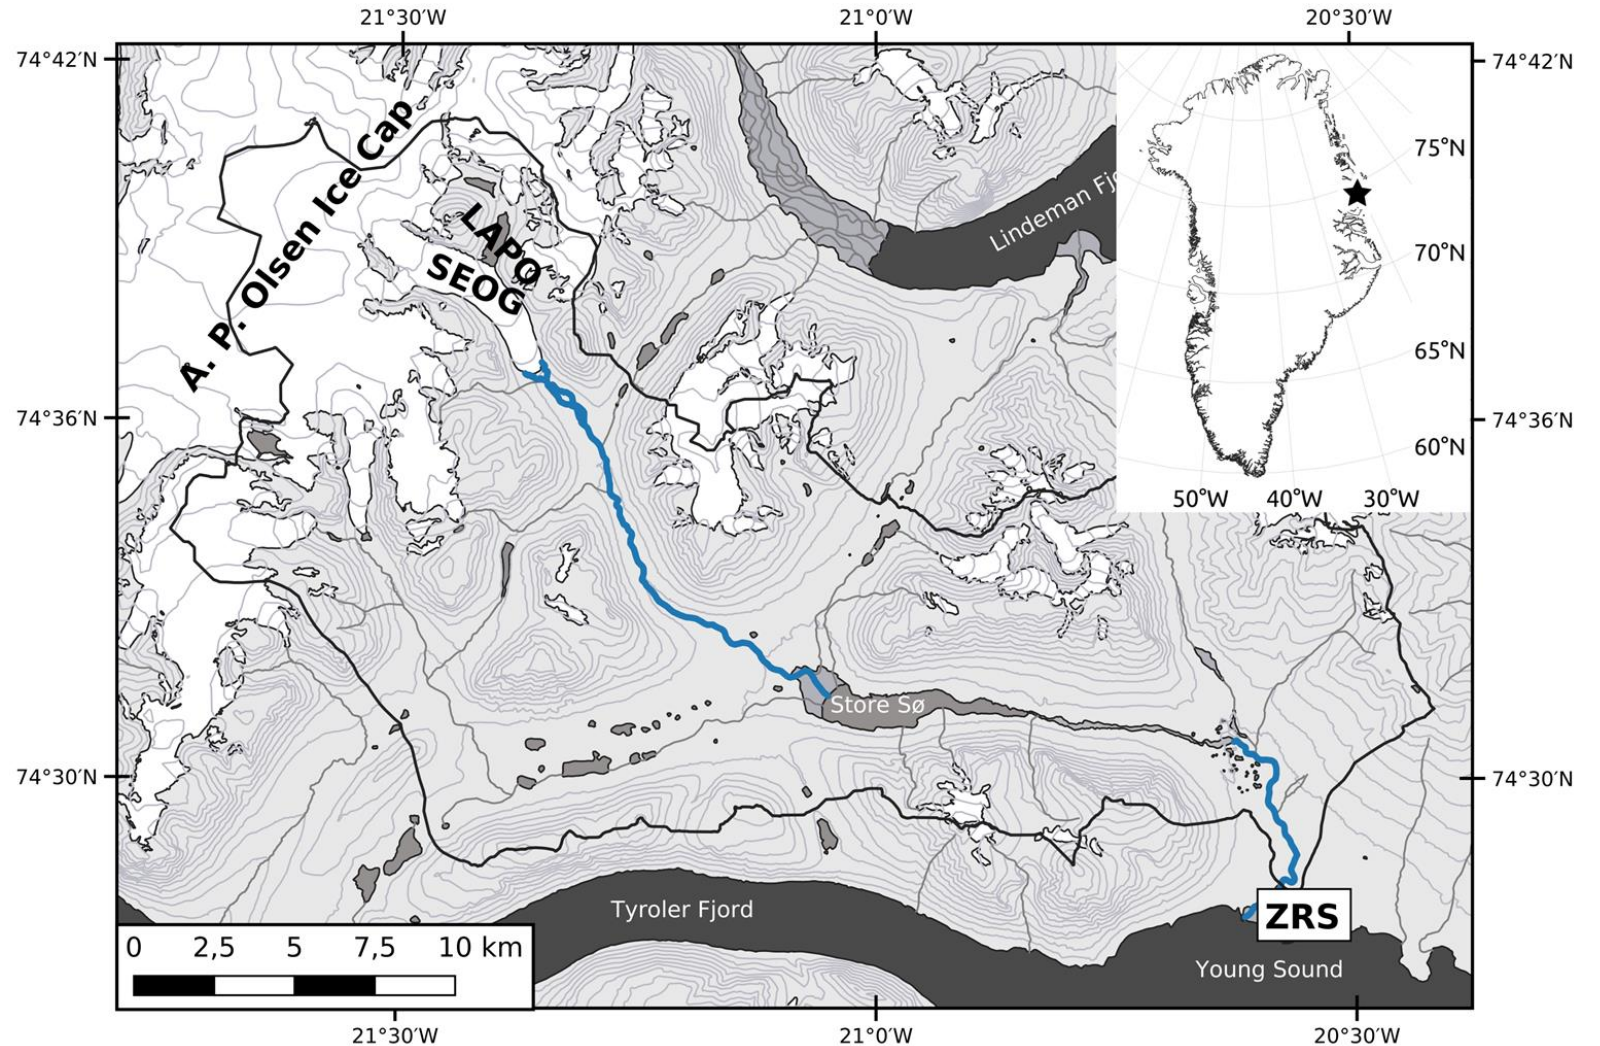 21°30′W 21°0′W 20°30′W
74°42′N 74°42′N
75°N
A. P. Olsen Ice Cap
LAPO
Lindeman
70°N
SEOG
65°N
74°36′N 74°36′N
60°N
50°W 40°W 30°W
Store Sø
74°30′N 74°30′N
Tyroler Fjord
ZRS
0 2,5 5 7,5 10 km
Young Sound
21°30′W 21°0′W 20°30′W